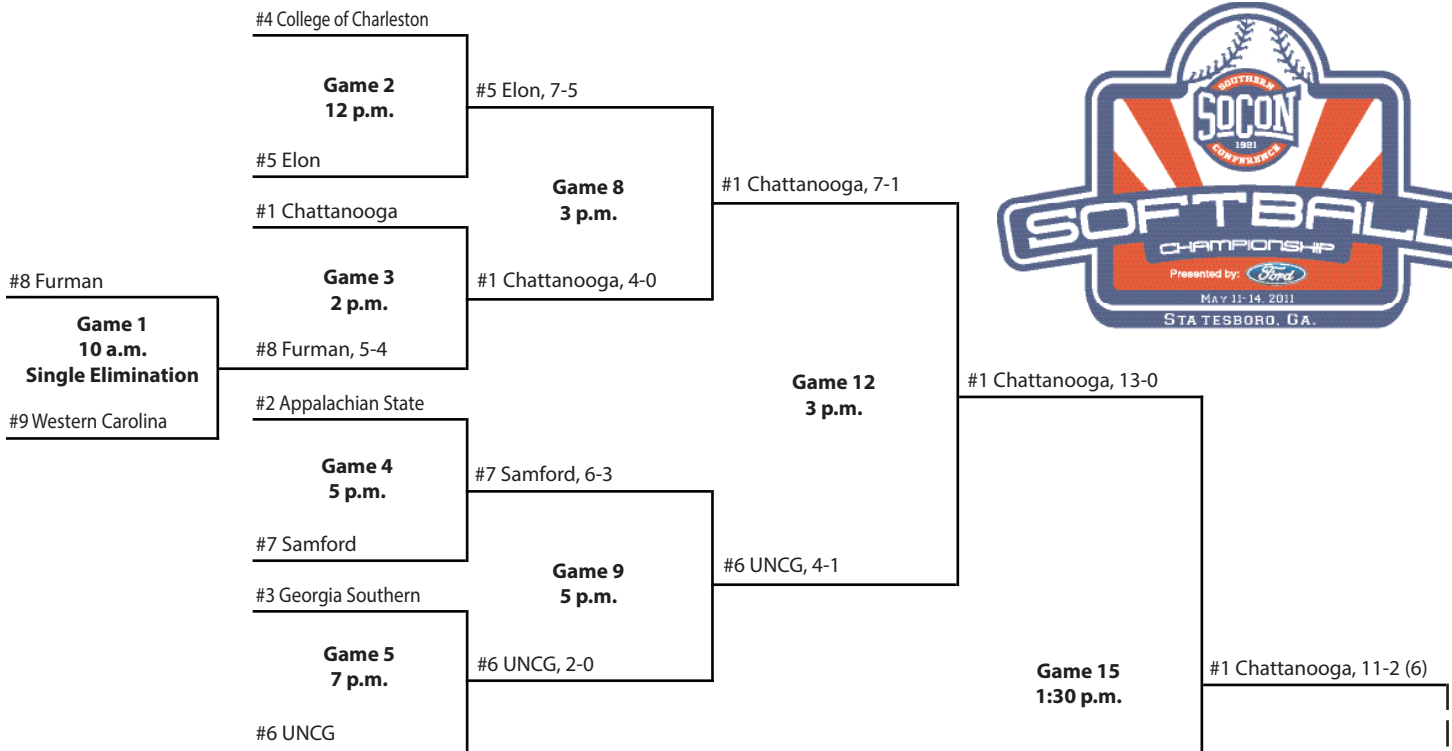 #4 College of Charleston
Game 2
12 p.m.
#5 Elon, 7-5
#5 Elon
Game 8
3 p.m.
#1 Chattanooga, 7-1
#1 Chattanooga
#8 Furman
Game 3
2 p.m.
#1 Chattanooga, 4-0
Game 1
10 a.m.
Single Elimination
#8 Furman, 5-4
#9 Western Carolina
Game 12
3 p.m.
#1 Chattanooga, 13-0
#2 Appalachian State
Game 4
5 p.m.
#7 Samford, 6-3
#7 Samford
Game 9
5 p.m.
#6 UNCG, 4-1
#3 Georgia Southern
Game 5
7 p.m.
#6 UNCG, 2-0
#6 UNCG
Game 15
1:30 p.m.
#1 Chattanooga, 11-2 (6)
SOUTHERN
SOCON
1921
CONFERENCE
SOFTBALL
CHAMPIONSHIP
Presented by: Ford
MAY 11-14, 2011
STATESBORO, GA.